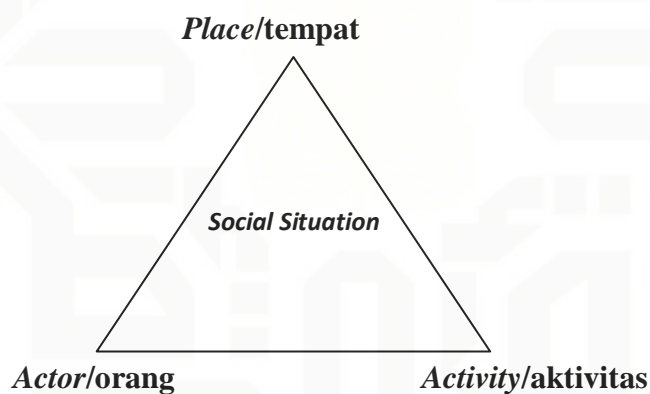 Place/tempat
Social Situation
Actor/orang
Activity/aktivitas